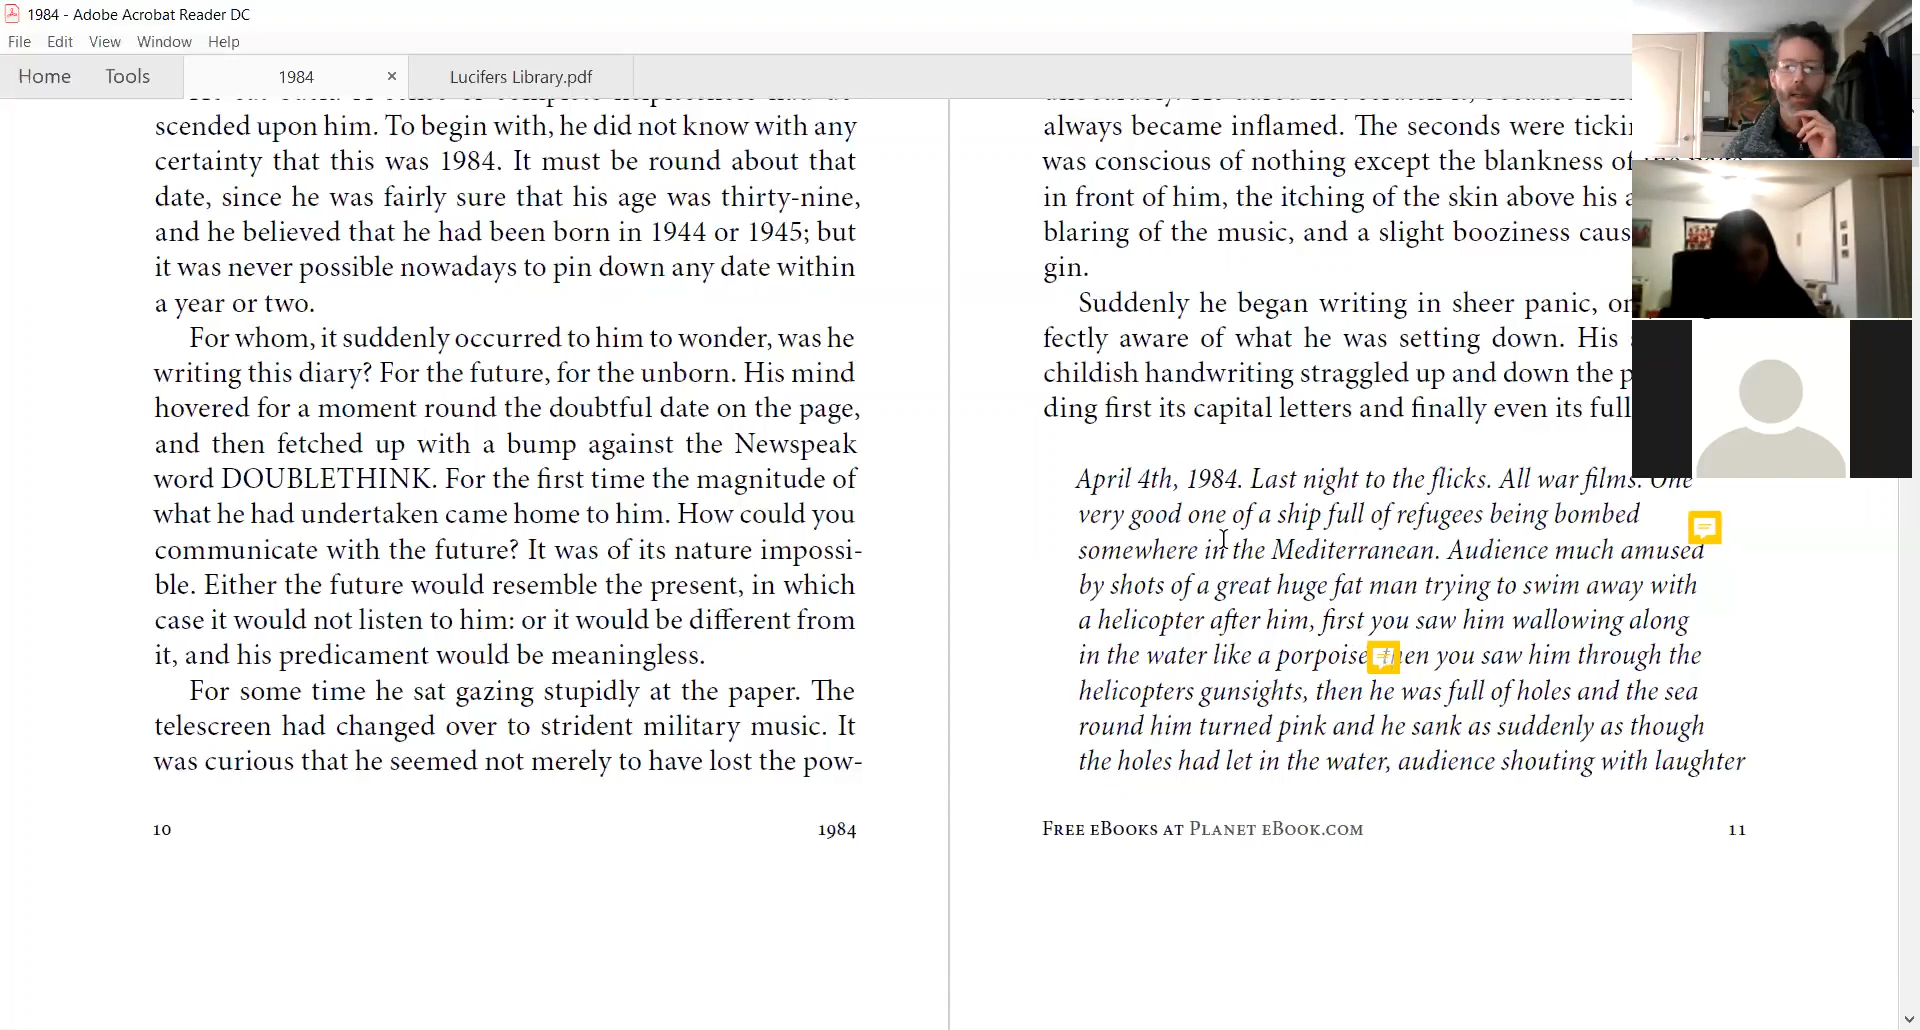 1984 - Adobe Acrobat Reader DC
File Edit View Window Help
Home Tools 1984 × Lucifers Library.pdf
scended upon him. To begin with, he did not know with any
certainty that this was 1984. It must be round about that
date, since he was fairly sure that his age was thirty-nine,
and he believed that he had been born in 1944 or 1945; but
it was never possible nowadays to pin down any date within
a year or two.
For whom, it suddenly occurred to him to wonder, was he
writing this diary? For the future, for the unborn. His mind
hovered for a moment round the doubtful date on the page,
and then fetched up with a bump against the Newspeak
word DOUBLETHINK. For the first time the magnitude of
what he had undertaken came home to him. How could you
communicate with the future? It was of its nature impossi-
ble. Either the future would resemble the present, in which
case it would not listen to him: or it would be different from
it, and his predicament would be meaningless.
For some time he sat gazing stupidly at the paper. The
telescreen had changed over to strident military music. It
was curious that he seemed not merely to have lost the pow-
10 1984
always became inflamed. The seconds were
was conscious of nothing except the blankness of
in front of him, the itching of the skin above his
blaring of the music, and a slight booziness
gin.
Suddenly he began writing in sheer panic,
fectly aware of what he was setting down. His
childish handwriting straggled up and down the
ding first its capital letters and finally even its full
April 4th, 1984. Last night to the flicks. All war films. One
very good one of a ship full of refugees being bombed
somewhere in the Mediterranean. Audience much amused
by shots of a great huge fat man trying to swim away with
a helicopter after him, first you saw him wallowing along
in the water like a porpoise then you saw him through the
helicopters gunsights, then he was full of holes and the sea
round him turned pink and he sank as suddenly as though
the holes had let in the water, audience shouting with laughter
Free eBooks at Planet eBook.com 11